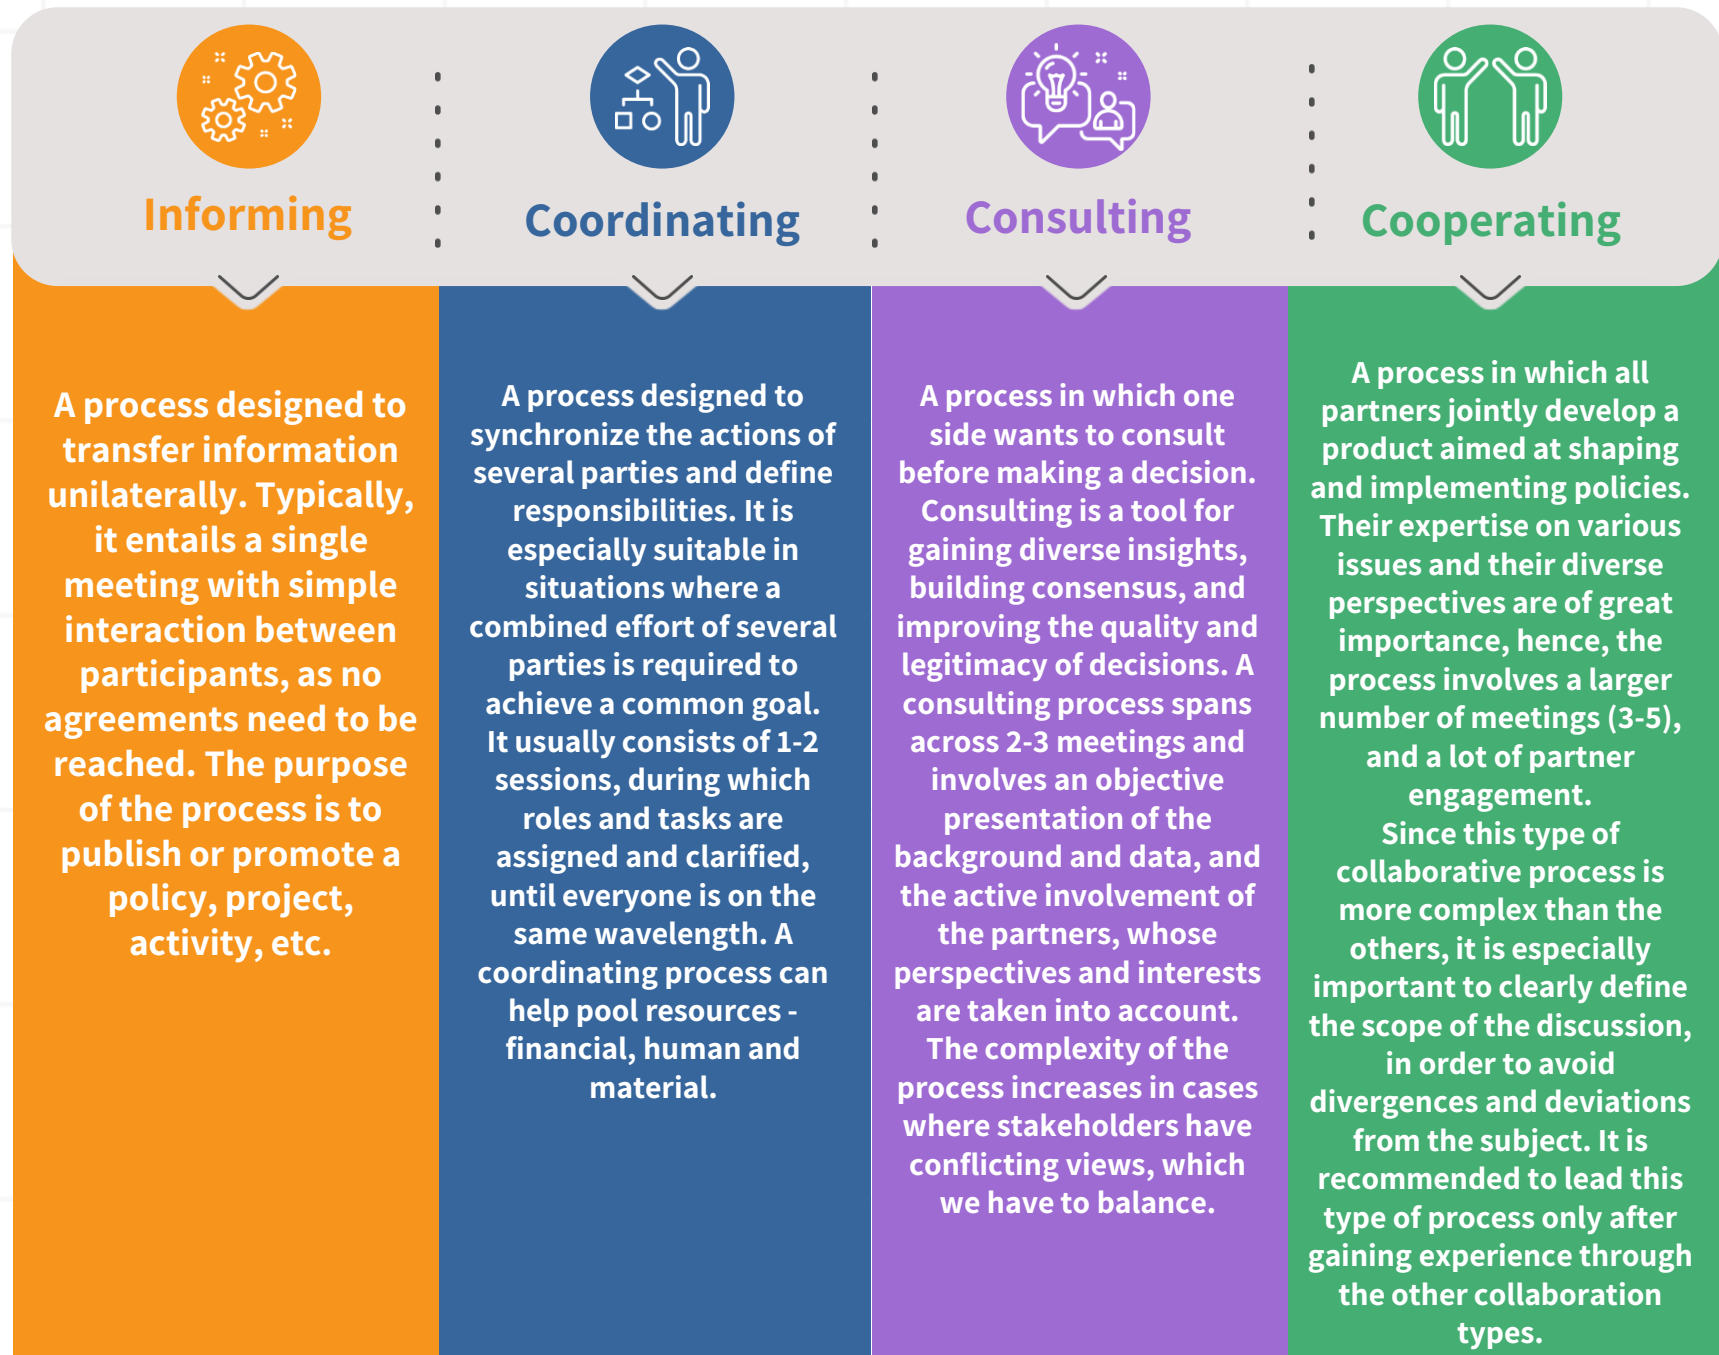 Informing
Coordinating
Consulting
Cooperating
A process designed to
transfer information
unilaterally. Typically,
it entails a single
meeting with simple
interaction between
participants, as no
agreements need to be
reached. The purpose
of the process is to
publish or promote a
policy, project,
activity, etc.
A process designed to
synchronize the actions of
several parties and define
responsibilities. It is
especially suitable in
situations where a
combined effort of several
parties is required to
achieve a common goal.
It usually consists of 1-2
sessions, during which
roles and tasks are
assigned and clarified,
until everyone is on the
same wavelength. A
coordinating process can
help pool resources -
financial, human and
material.
A process in which one
side wants to consult
before making a decision.
Consulting is a tool for
gaining diverse insights,
building consensus, and
improving the quality and
legitimacy of decisions. A
consulting process spans
across 2-3 meetings and
involves an objective
presentation of the
background and data, and
the active involvement of
the partners, whose
perspectives and interests
are taken into account.
The complexity of the
process increases in cases
where stakeholders have
conflicting views, which
we have to balance.
A process in which all
partners jointly develop a
product aimed at shaping
and implementing policies.
Their expertise on various
issues and their diverse
perspectives are of great
importance, hence, the
process involves a larger
number of meetings (3-5),
and a lot of partner
engagement.
Since this type of
collaborative process is
more complex than the
others, it is especially
important to clearly define
the scope of the discussion,
in order to avoid
divergences and deviations
from the subject. It is
recommended to lead this
type of process only after
gaining experience through
the other collaboration
types.